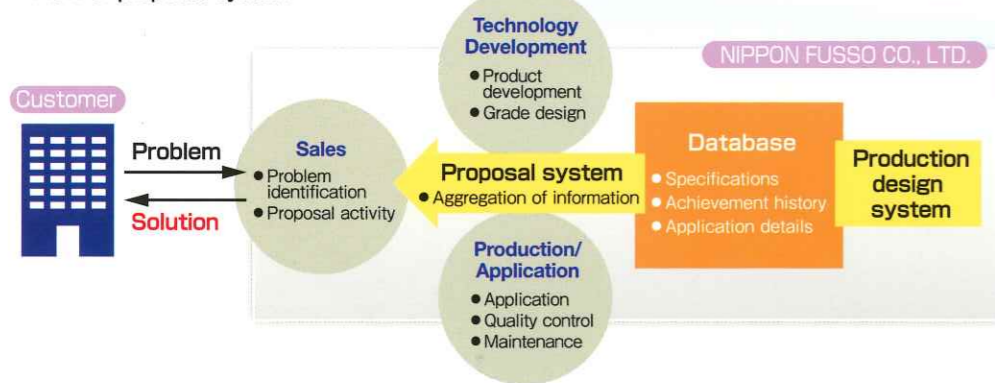 Technology
Development
• Product
development
• Grade design
NIPPON FUSSO CO., LTD.
Customer
Problem
Solution
Sales
• Problem
identification
• Proposal activity
Proposal system
• Aggregation of information
Database
• Specifications
• Achievement history
• Application details
Production
design
system
Production/
Application
• Application
• Quality control
• Maintenance